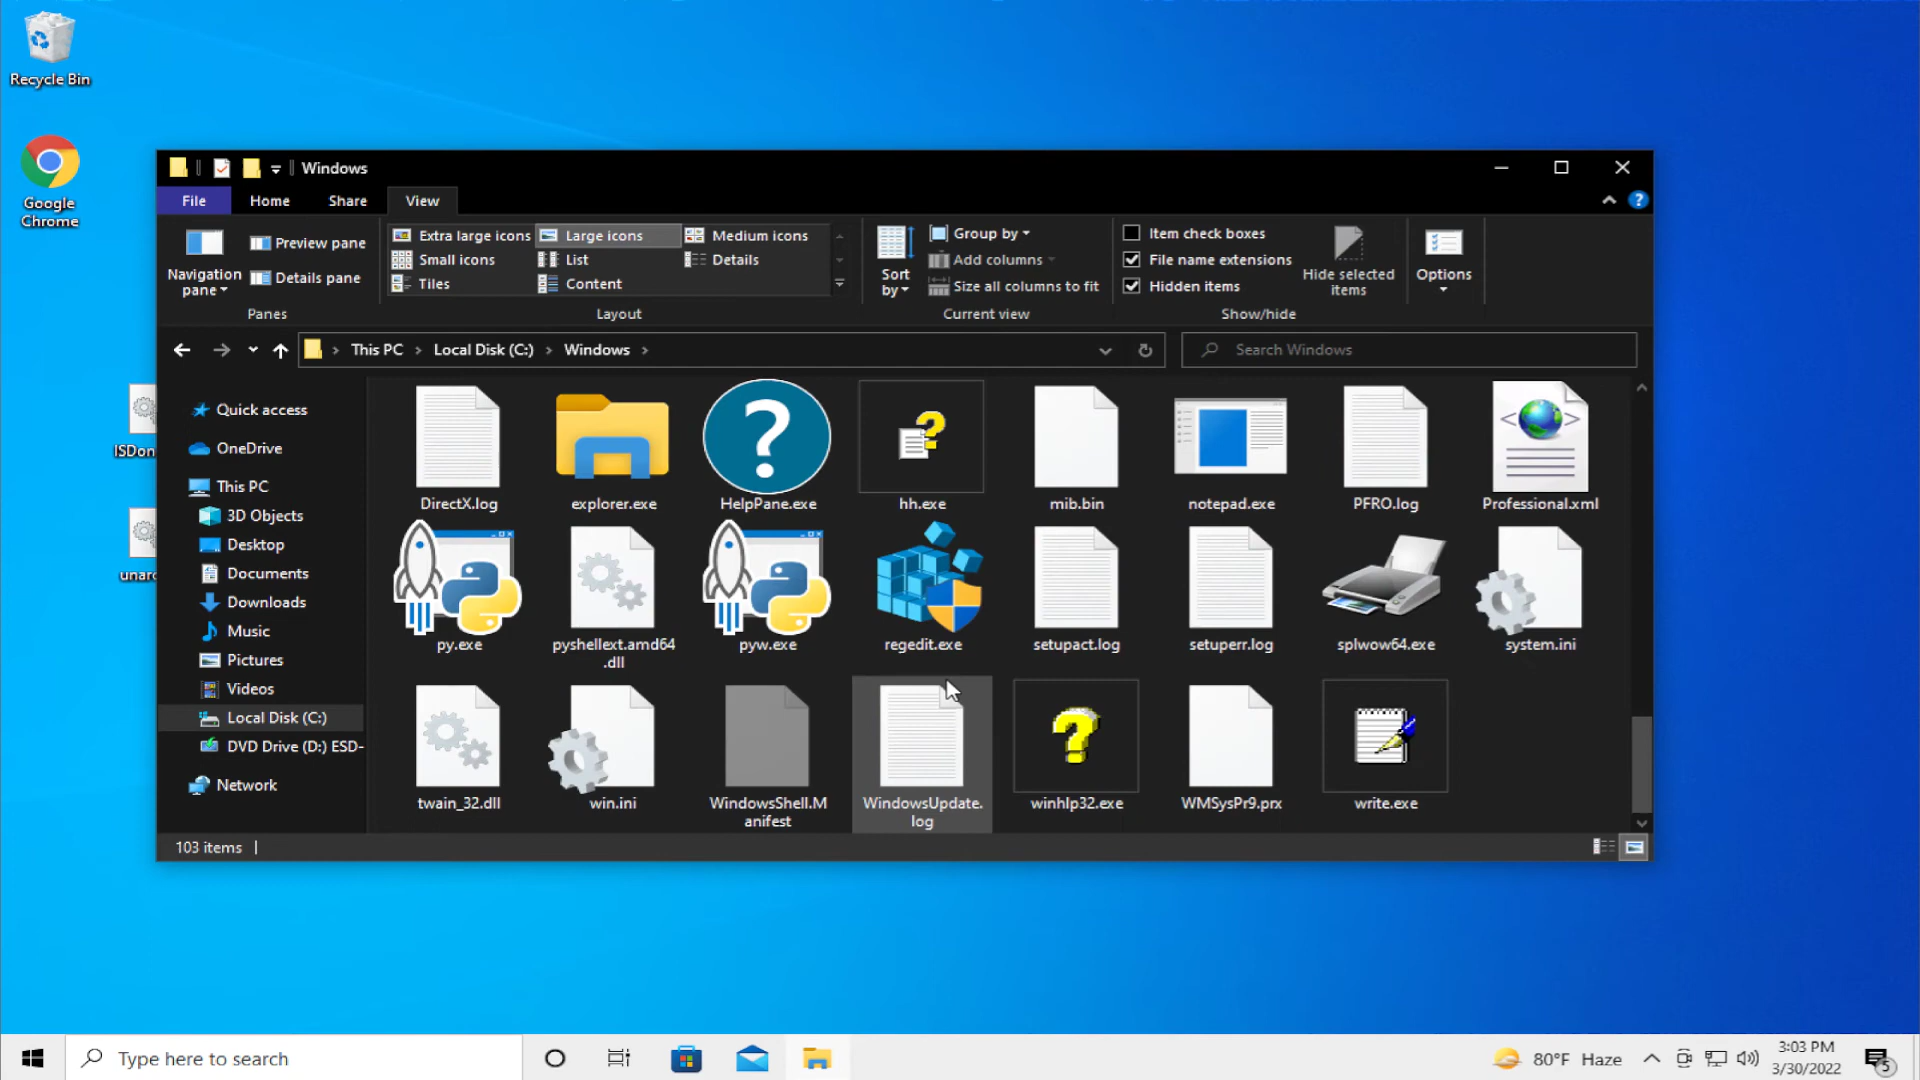 Recycle Bin
Google
Chrome
ISDon
unarc
Windows
File Home Share View
Navigation
pane
Preview pane
Details pane
Panes
Extra large icons Large icons Medium icons
Small icons List Details
Tiles Content
Layout
Sort
by
Group by
Add columns
Size all columns to fit
Current view
Item check boxes
File name extensions
Hidden items
Hide selected
items
Show/hide
Options
This PC > Local Disk (C:) > Windows >
Search Windows
Quick access
OneDrive
This PC
3D Objects
Desktop
Documents
Downloads
Music
Pictures
Videos
Local Disk (C:)
DVD Drive (D:) ESD-
Network
DirectX.log explorer.exe HelpPane.exe hh.exe mib.bin notepad.exe PFRO.log Professional.xml
py.exe pyshellext.amd64
.dll pyw.exe regedit.exe setupact.log setuperr.log splwow64.exe system.ini
twain_32.dll win.ini WindowsShell.M
anifest WindowsUpdate.
log winhlp32.exe WMSysPr9.prx write.exe
103 items
Type here to search
80°F Haze
3:03 PM
3/30/2022
5